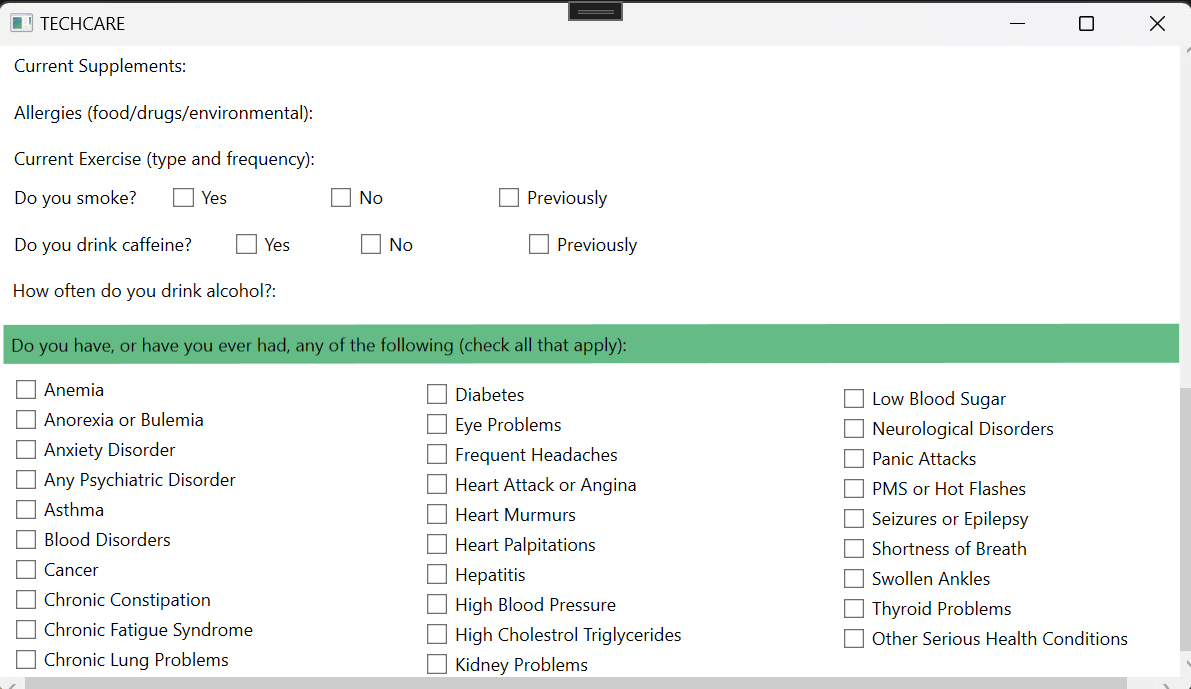 TECHCARE
Current Supplements:
Allergies (food/drugs/environmental):
Current Exercise (type and frequency):
Do you smoke? Yes No Previously
Do you drink caffeine? Yes No Previously
How often do you drink alcohol?:
Do you have, or have you ever had, any of the following (check all that apply):
Anemia
Anorexia or Bulemia
Anxiety Disorder
Any Psychiatric Disorder
Asthma
Blood Disorders
Cancer
Chronic Constipation
Chronic Fatigue Syndrome
Chronic Lung Problems
Diabetes
Eye Problems
Frequent Headaches
Heart Attack or Angina
Heart Murmurs
Heart Palpitations
Hepatitis
High Blood Pressure
High Cholestrol Triglycerides
Kidney Problems
Low Blood Sugar
Neurological Disorders
Panic Attacks
PMS or Hot Flashes
Seizures or Epilepsy
Shortness of Breath
Swollen Ankles
Thyroid Problems
Other Serious Health Conditions